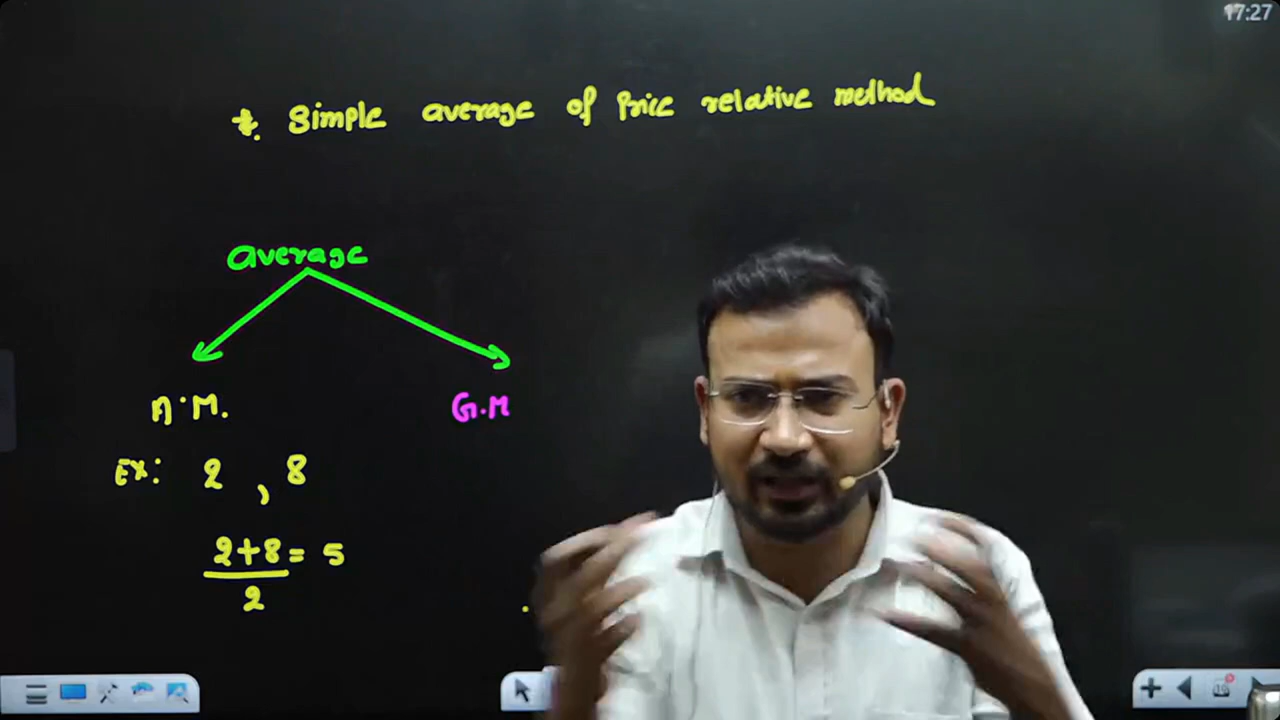 17:27
*. Simple average of Price relative method
average
A.M.
G.M
Ex: 2 , 8
2+8 = 5
2